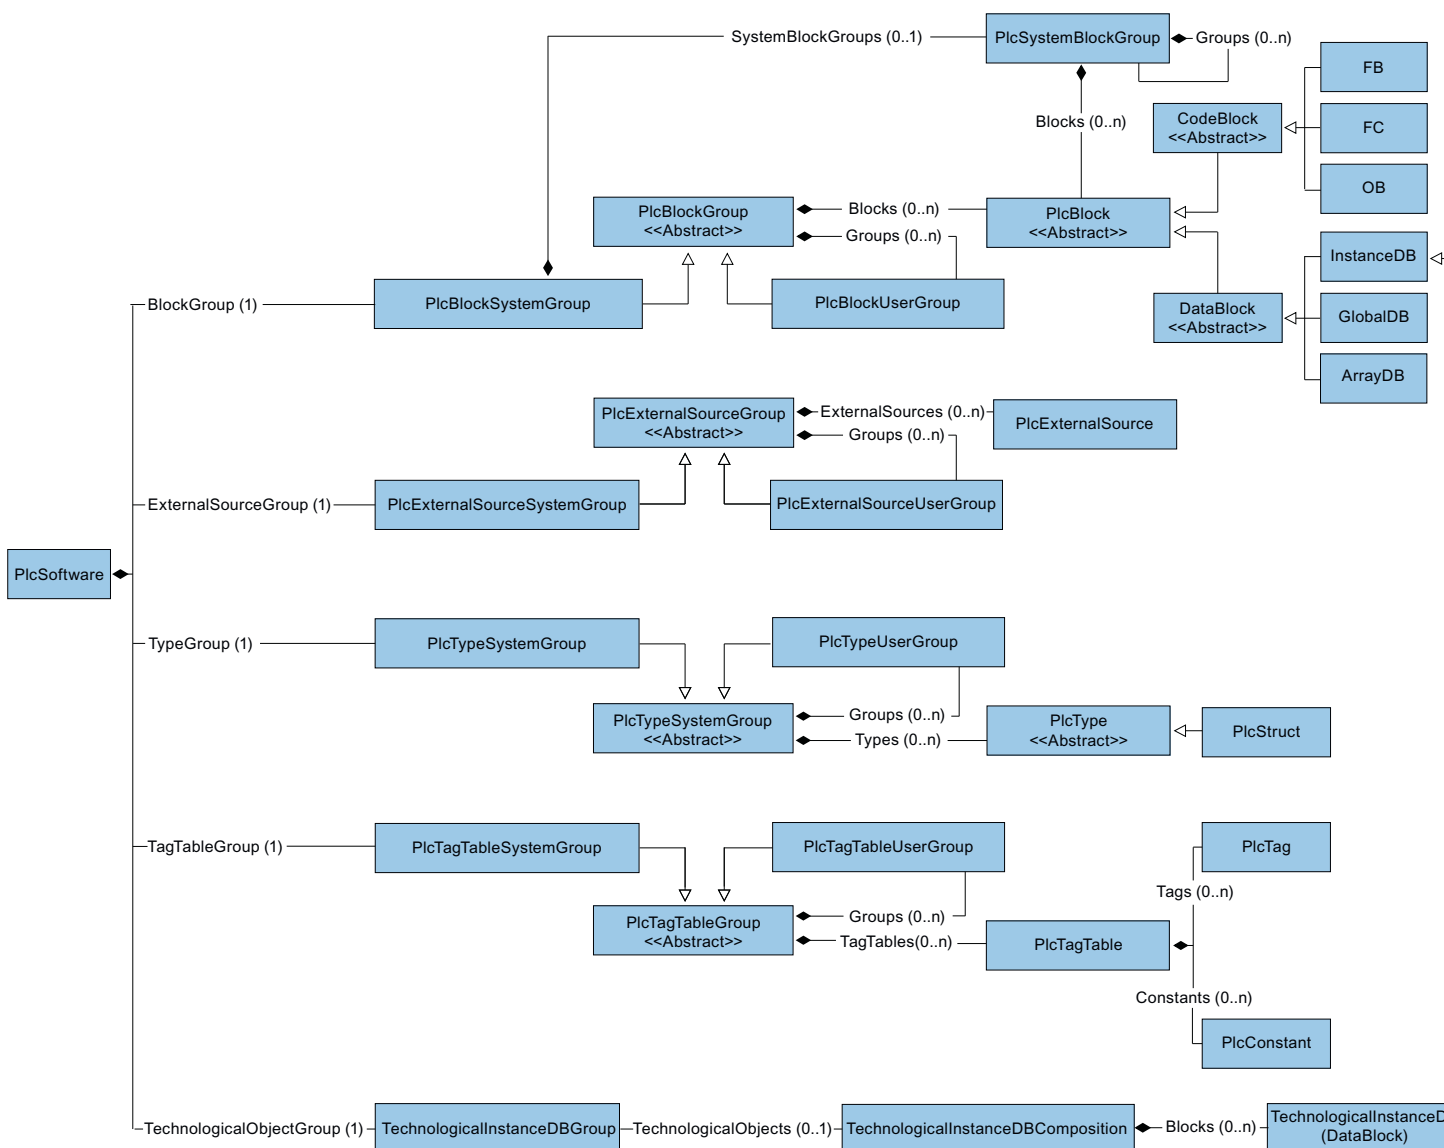 SystemBlockGroups (0..1)
PlcSystemBlockGroup
Groups (0..n)
FB
Blocks (0..n)
CodeBlock
<<Abstract>>
FC
OB
PlcBlockGroup
<<Abstract>>
Blocks (0..n)
Groups (0..n)
PlcBlock
<<Abstract>>
InstanceDB
BlockGroup (1)
PlcBlockSystemGroup
PlcBlockUserGroup
DataBlock
<<Abstract>>
GlobalDB
ArrayDB
PlcExternalSourceGroup
<<Abstract>>
ExternalSources (0..n)
Groups (0..n)
PlcExternalSource
ExternalSourceGroup (1)
PlcExternalSourceSystemGroup
PlcExternalSourceUserGroup
PlcSoftware
TypeGroup (1)
PlcTypeSystemGroup
PlcTypeUserGroup
PlcTypeSystemGroup
<<Abstract>>
Groups (0..n)
Types (0..n)
PlcType
<<Abstract>>
PlcStruct
TagTableGroup (1)
PlcTagTableSystemGroup
PlcTagTableUserGroup
PlcTag
Tags (0..n)
PlcTagTableGroup
<<Abstract>>
Groups (0..n)
TagTables(0..n)
PlcTagTable
Constants (0..n)
PlcConstant
TechnologicalObjectGroup (1)
TechnologicalInstanceDBGroup
TechnologicalObjects (0..1)
TechnologicalInstanceDBComposition
Blocks (0..n)
TechnologicalInstanceD
(DataBlock)